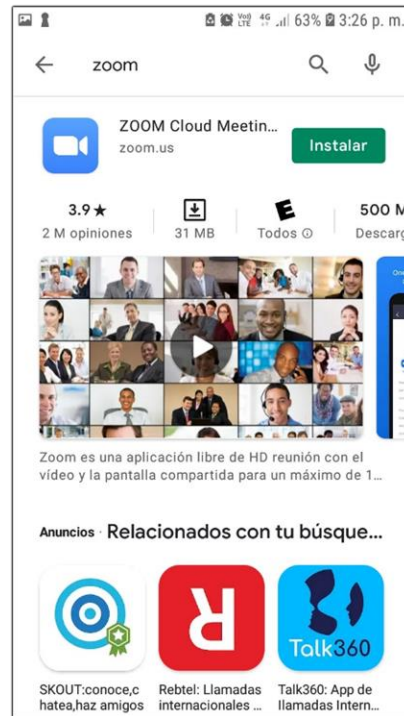 VoLTE 4G 63% 3:26 p. m.
zoom
ZOOM Cloud Meetin...
zoom.us
Instalar
3.9★ 31 MB Todos 500 M
2 M opiniones Descarg
Zoom es una aplicación libre de HD reunión con el
vídeo y la pantalla compartida para un máximo de 1...
Anuncios · Relacionados con tu búsque...
Talk360
SKOUT:conoce,c Rebtel: Llamadas Talk360: App de
hatea,haz amigos internacionales ... llamadas Intern...